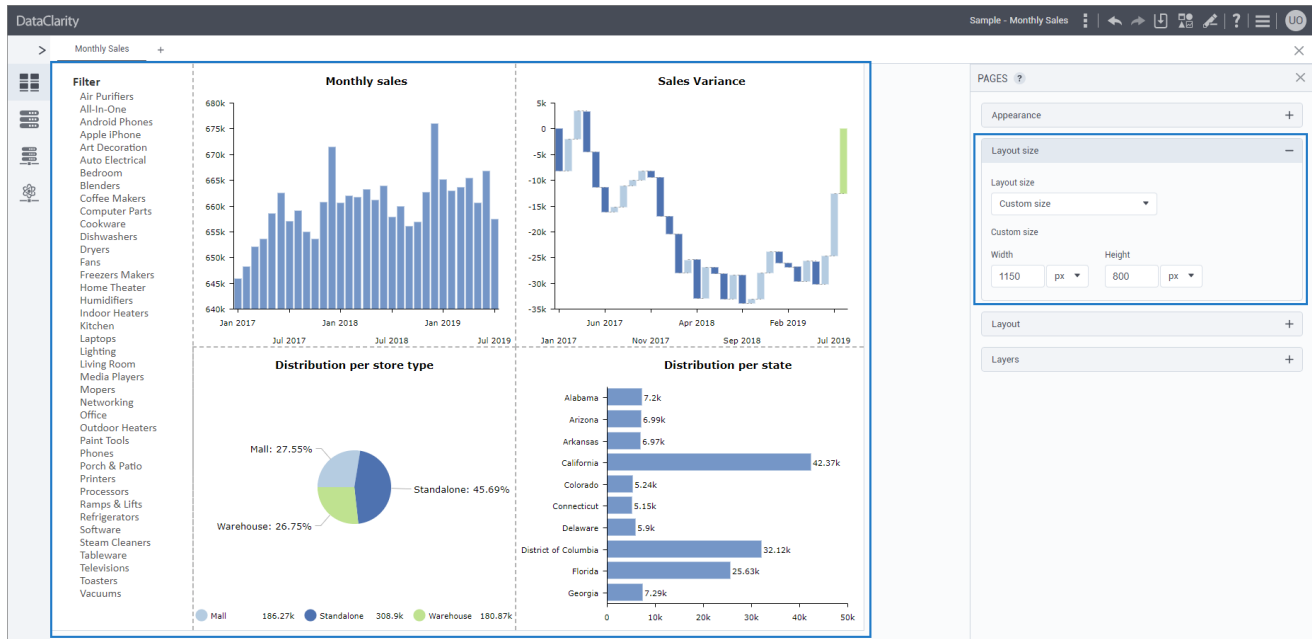 DataClarity
Sample - Monthly Sales
?
UO
Monthly Sales
+
Filter
Air Purifiers
All-In-One
Android Phones
Apple iPhone
Art Decoration
Auto Electrical
Bedroom
Blenders
Coffee Makers
Computer Parts
Cookware
Dishwashers
Dryers
Fans
Freezers Makers
Home Theater
Humidifiers
Indoor Heaters
Kitchen
Laptops
Lighting
Living Room
Media Players
Mopers
Networking
Office
Outdoor Heaters
Paint Tools
Phones
Porch & Patio
Printers
Processors
Ramps & Lifts
Refrigerators
Software
Steam Cleaners
Tableware
Televisions
Toasters
Vacuums
Monthly sales
680k
675k
670k
665k
660k
655k
650k
645k
640k
Jan 2017
Jan 2018
Jan 2019
Jul 2017
Jul 2018
Jul 2019
Sales Variance
5k
0
-5k
-10k
-15k
-20k
-25k
-30k
-35k
Jun 2017
Apr 2018
Feb 2019
Jan 2017
Nov 2017
Sep 2018
Jul 2019
Distribution per store type
Mall: 27.55%
Standalone: 45.69%
Warehouse: 26.75%
Mall 186.27k Standalone 308.9k Warehouse 180.87k
Distribution per state
Alabama 7.2k
Arizona 6.99k
Arkansas 6.97k
California 42.37k
Colorado 5.24k
Connecticut 5.15k
Delaware 5.9k
District of Columbia 32.12k
Florida 25.63k
Georgia 7.29k
0 10k 20k 30k 40k 50k
PAGES ?
Appearance
Layout size
Layout size
Custom size
Custom size
Width Height
1150 px 800 px
Layout
Layers